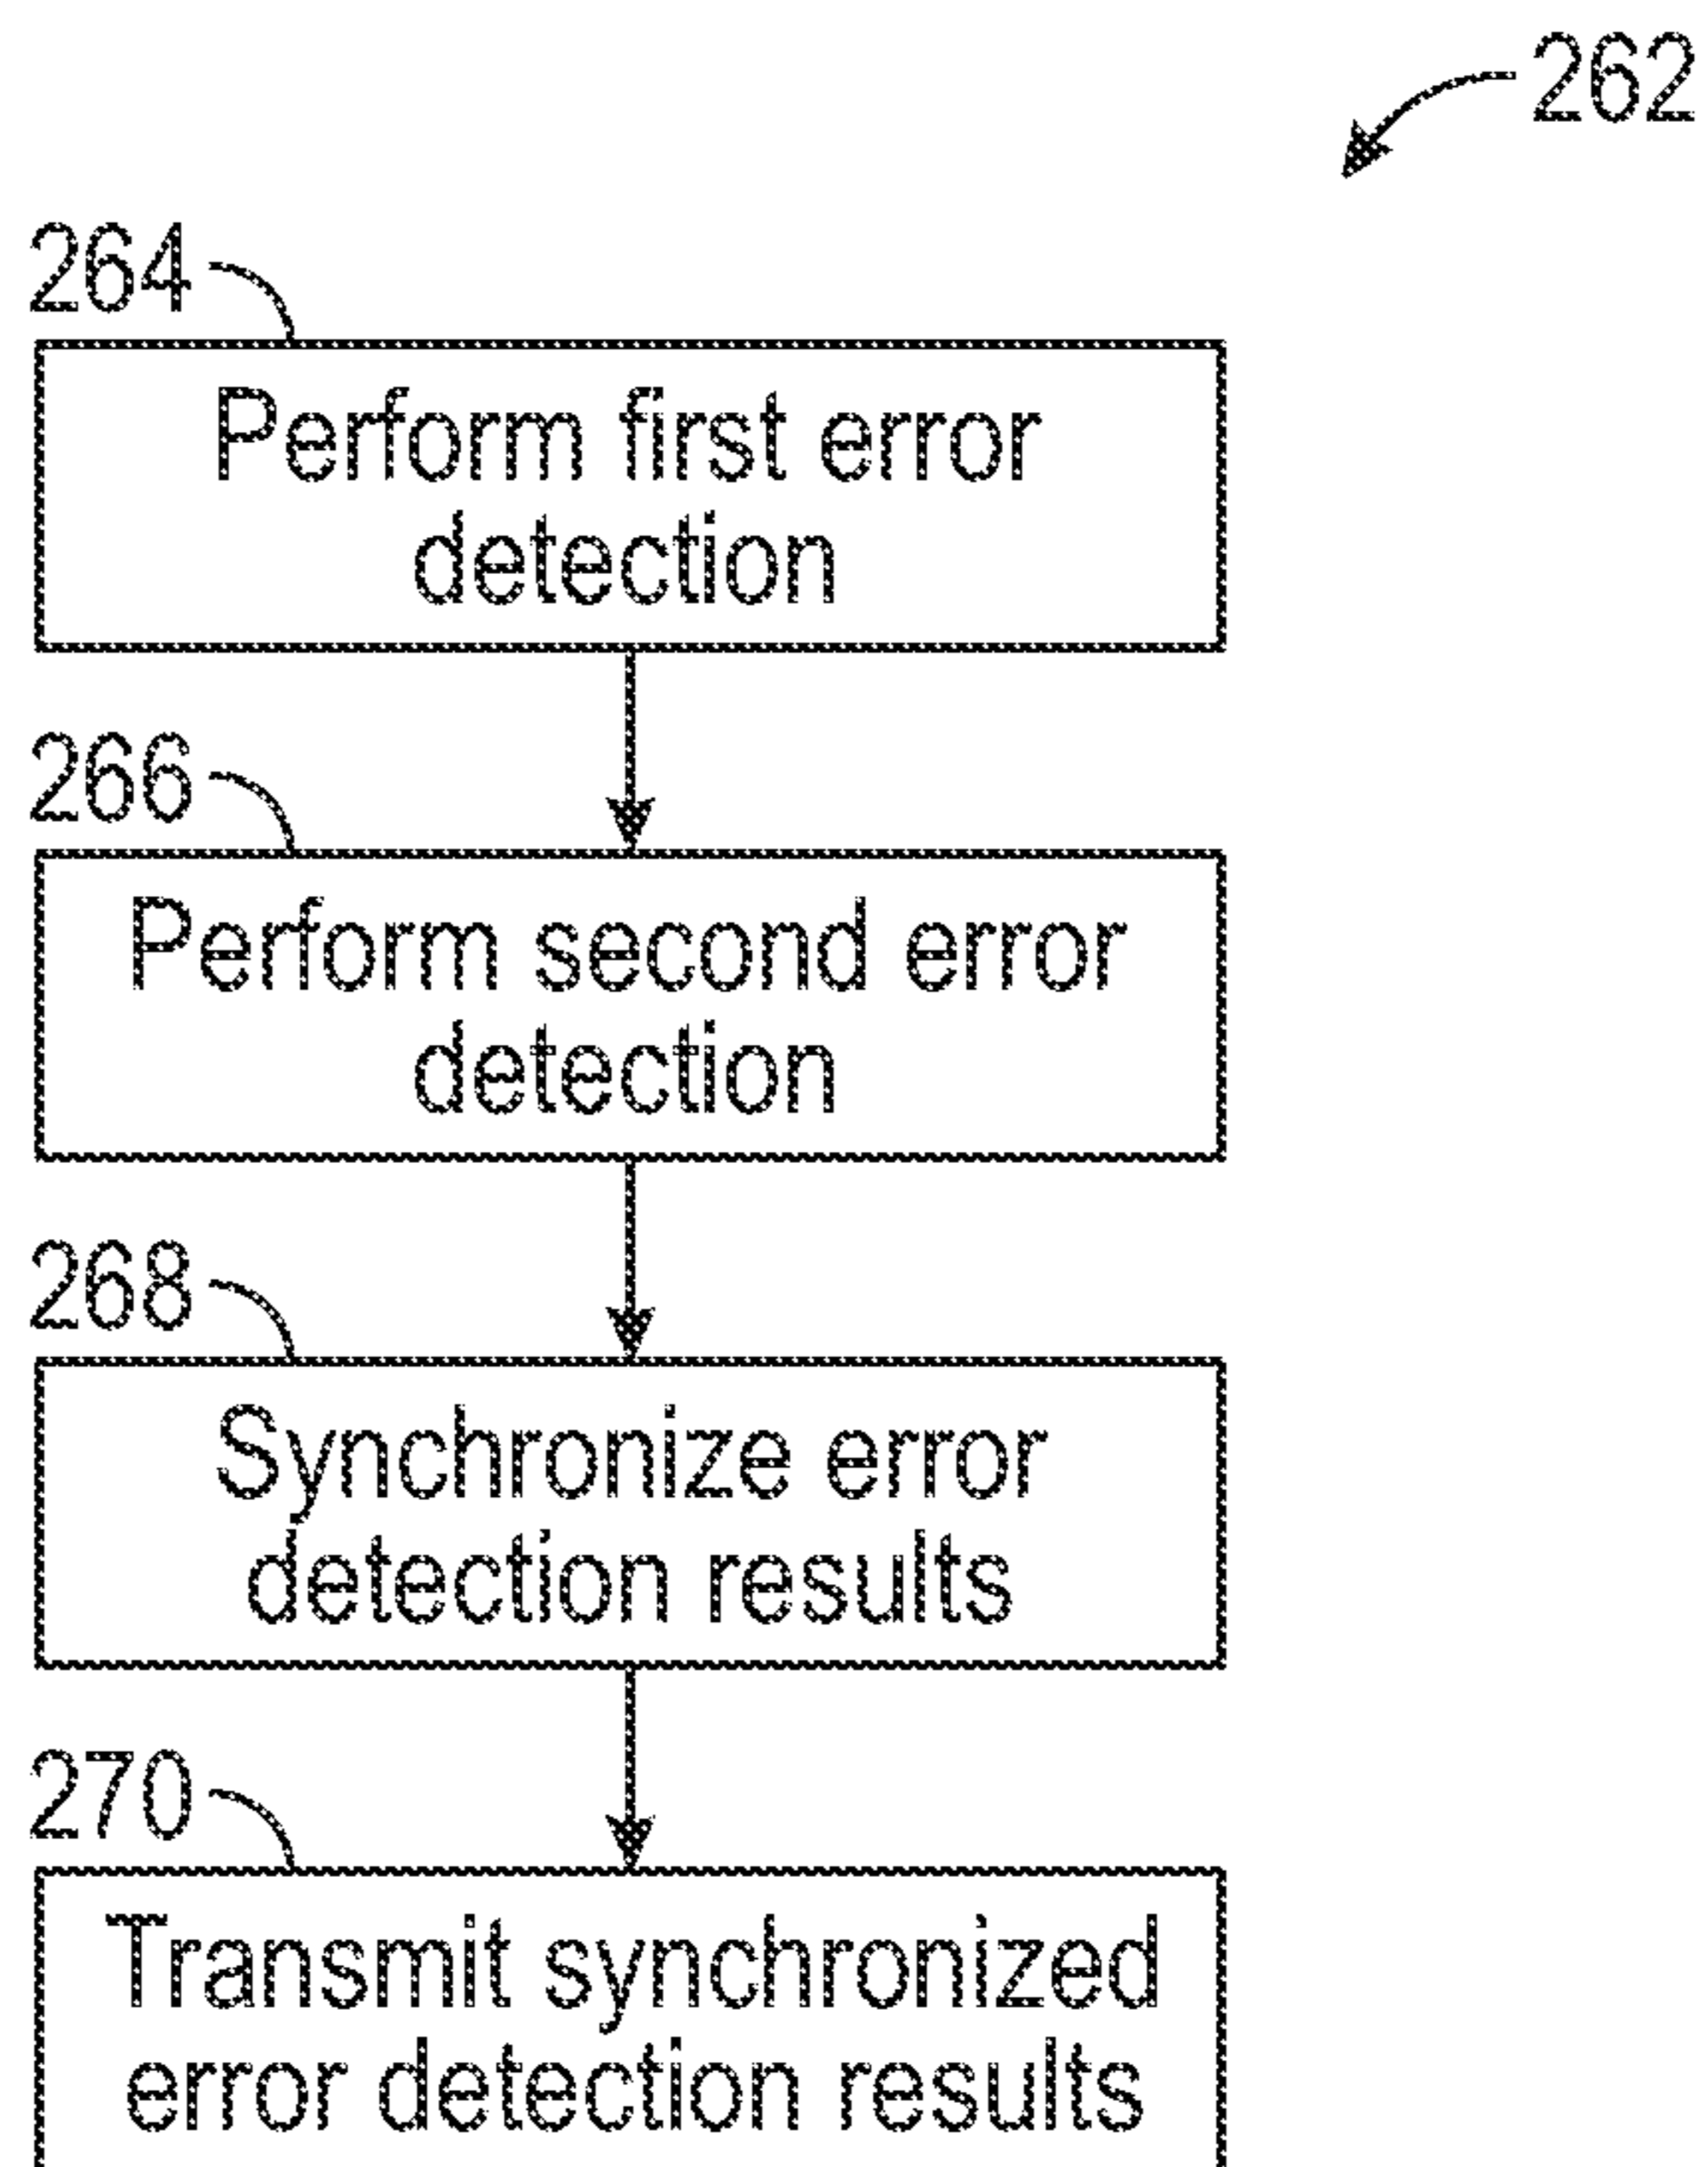 262
264
Perform first error
detection
266
Perform second error
detection
268
Synchronize error
detection results
270
Transmit synchronized
error detection results